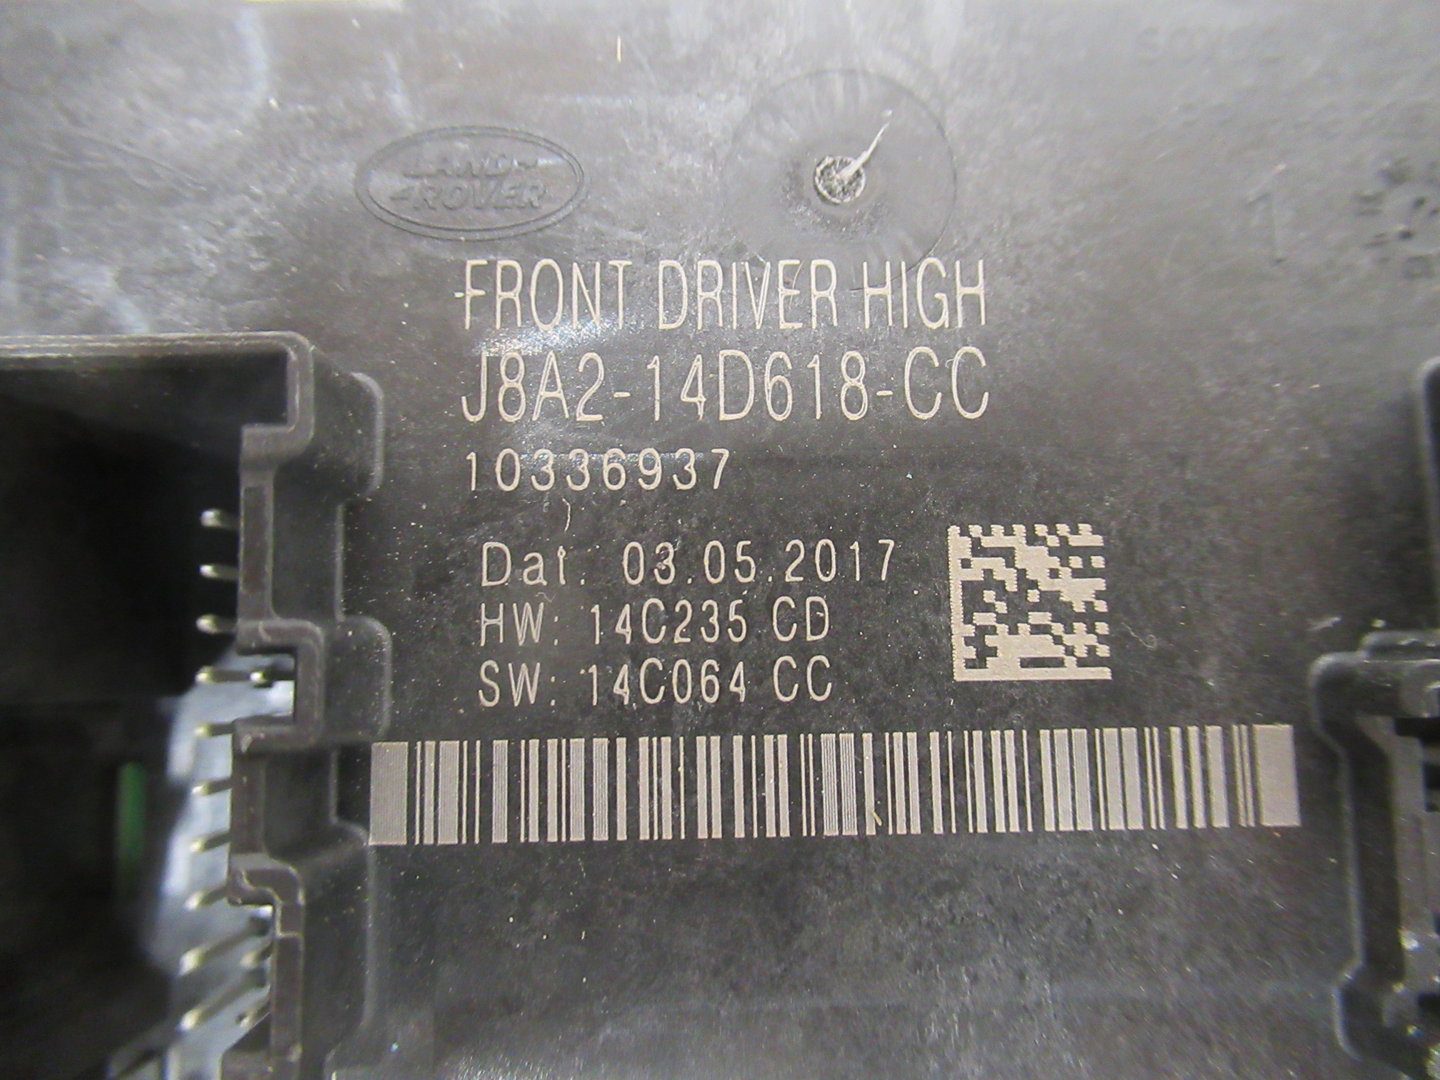 LAND-
-ROVER
FRONT DRIVER HIGH
J8A2-14D618-CC
10336937
Dat. 03.05.2017
HW: 14C235 CD
SW: 14C064 CC
1